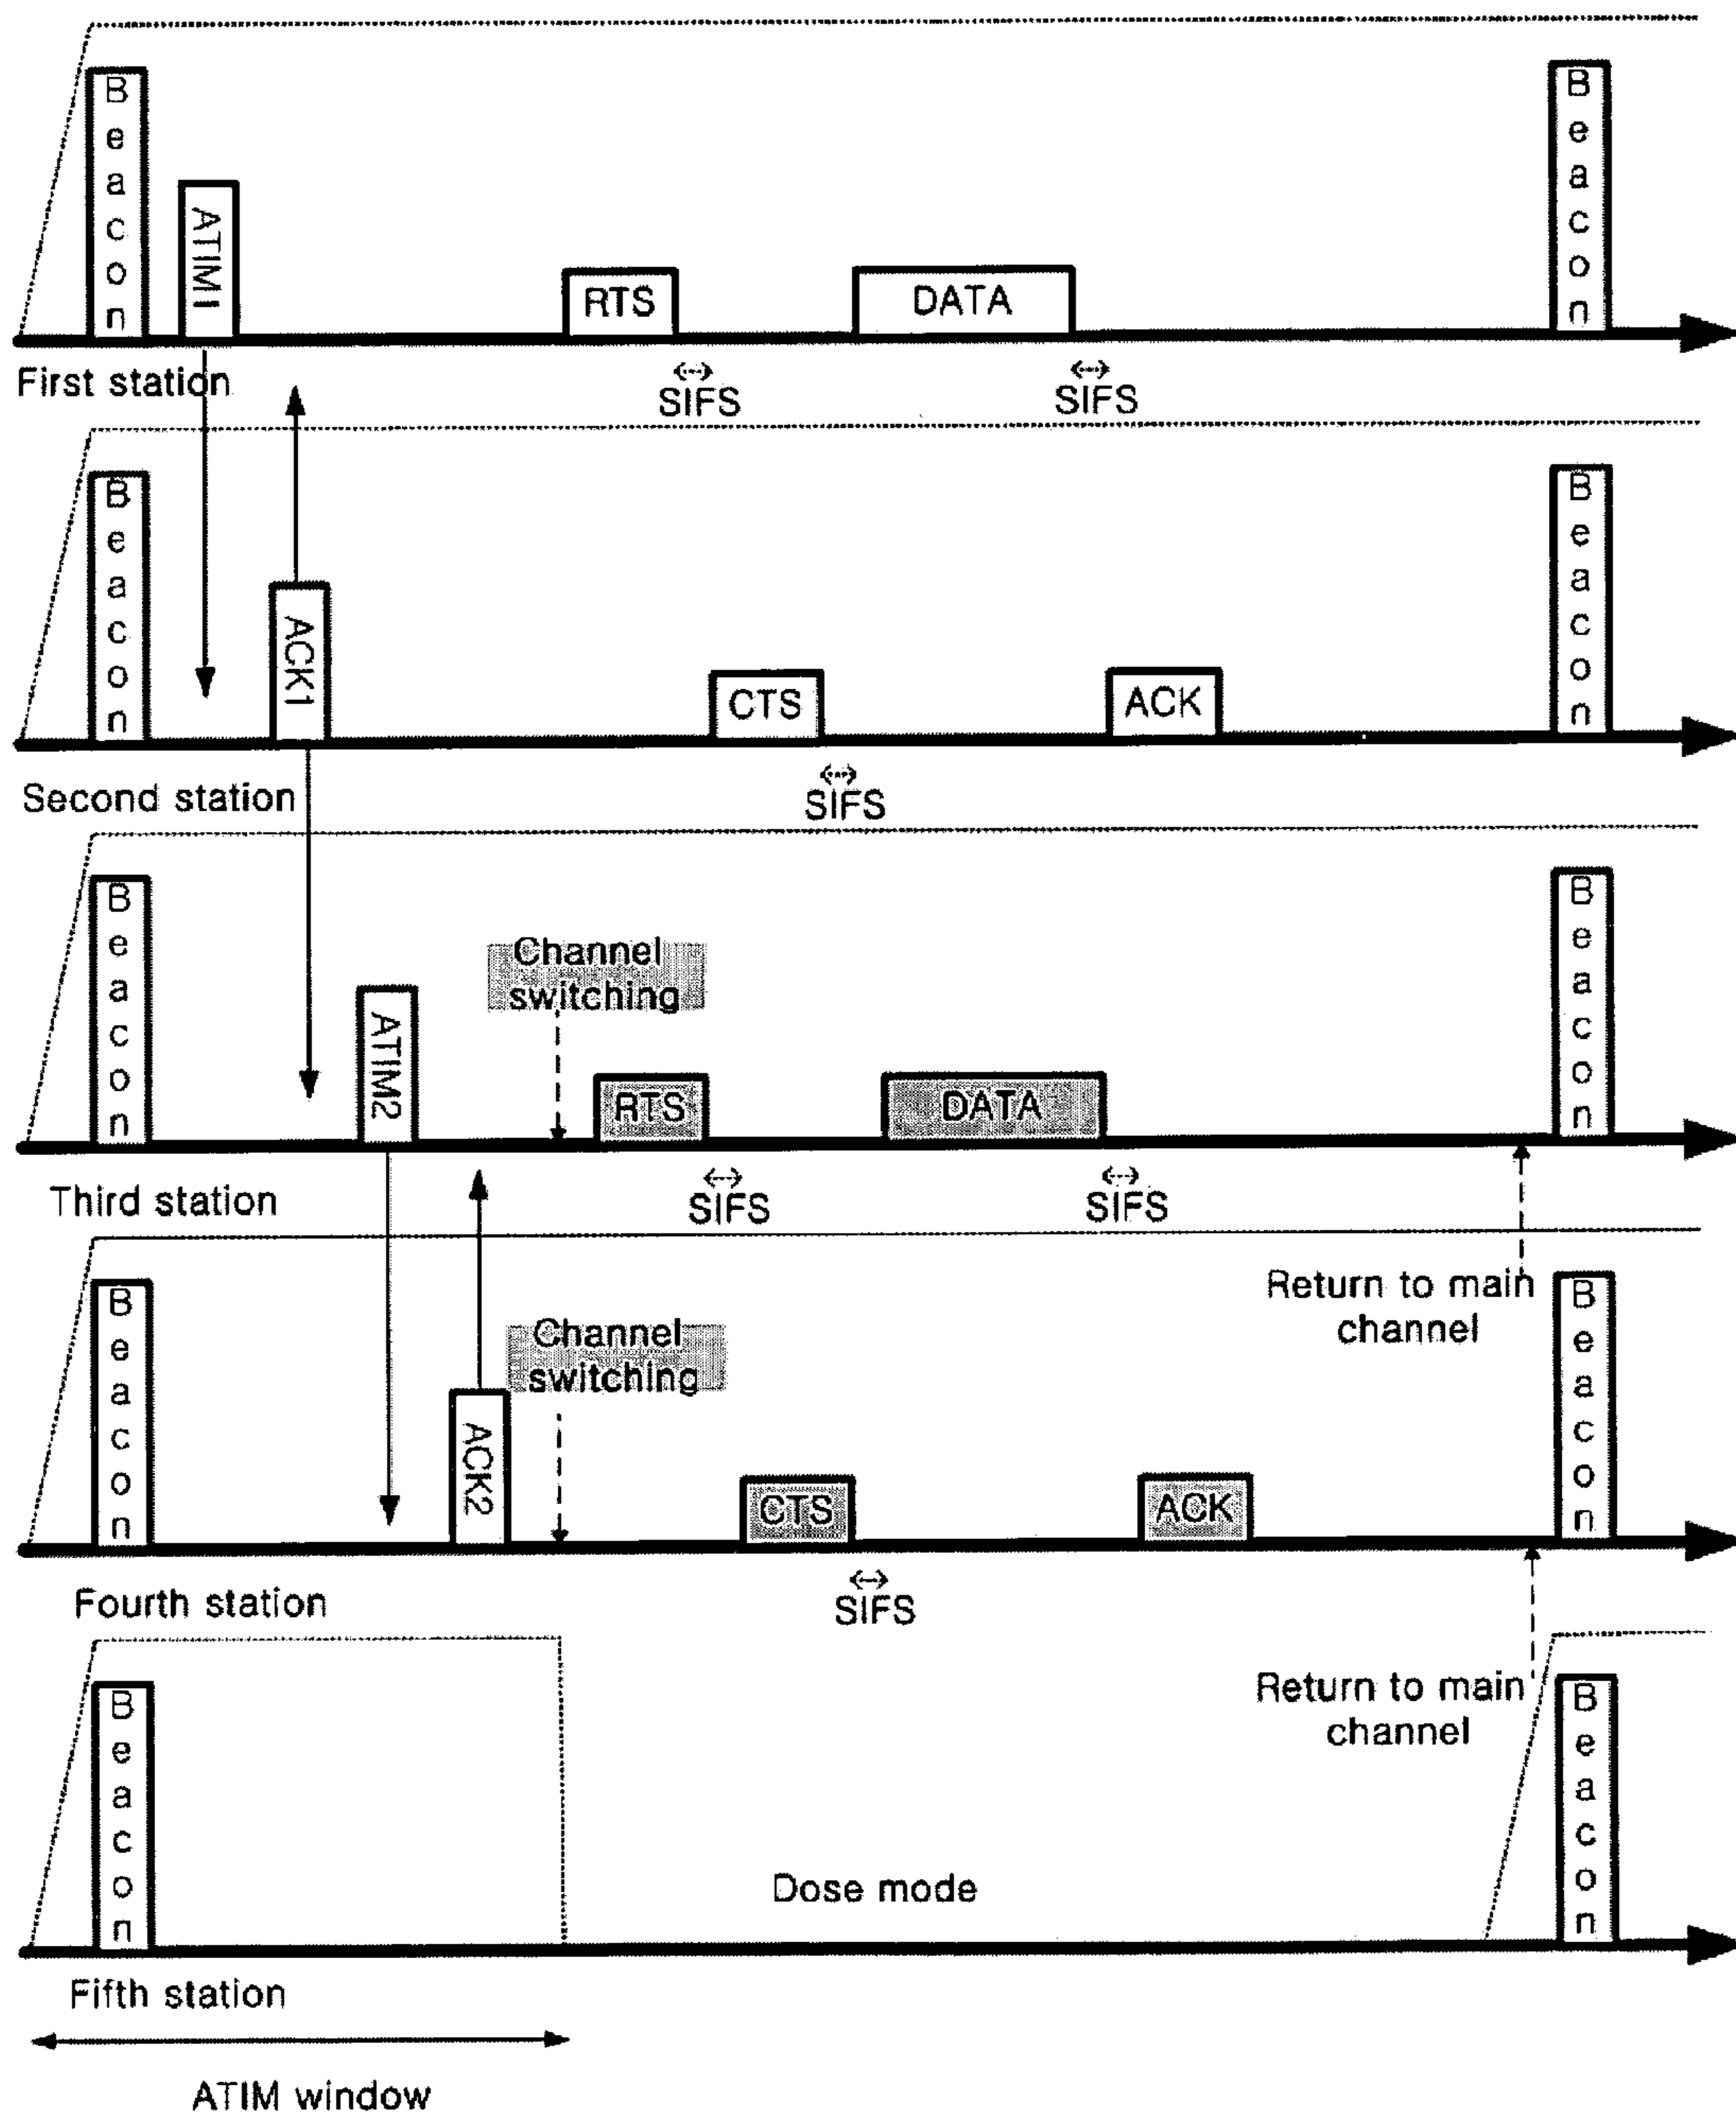 Beacon
ATIM1
RTS
DATA
Beacon
First station
SIFS
SIFS
Beacon
ACK1
CTS
ACK
Beacon
Second station
SIFS
Beacon
ATIM2
Channel
switching
RTS
DATA
Beacon
Third station
SIFS
SIFS
Return to main
channel
Beacon
ACK2
Channel
switching
CTS
ACK
Beacon
Fourth station
SIFS
Return to main
channel
Beacon
Dose mode
Beacon
Fifth station
ATIM window